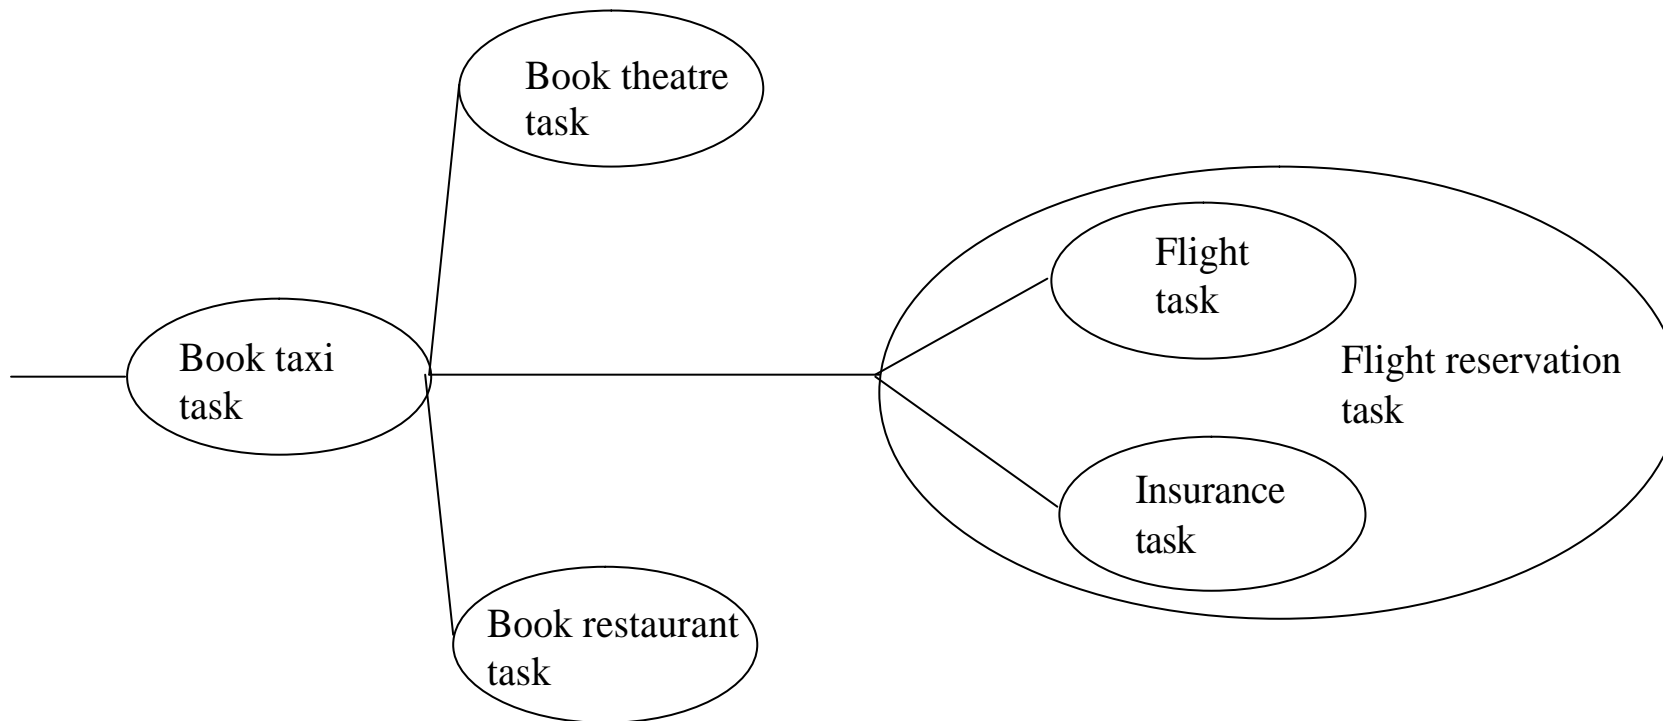 Book theatre
task
Flight
task
Book taxi
task
Flight reservation
task
Insurance
task
Book restaurant
task